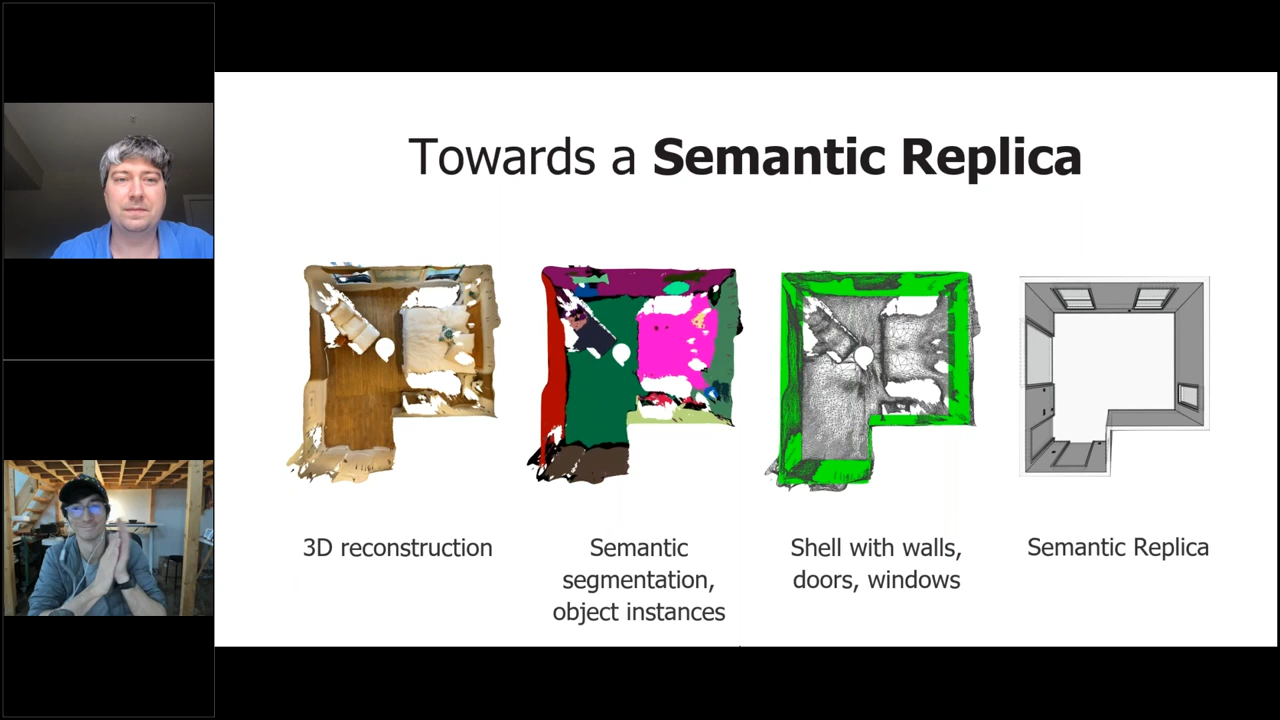 Towards a Semantic Replica
3D reconstruction
Semantic
segmentation,
object instances
Shell with walls,
doors, windows
Semantic Replica